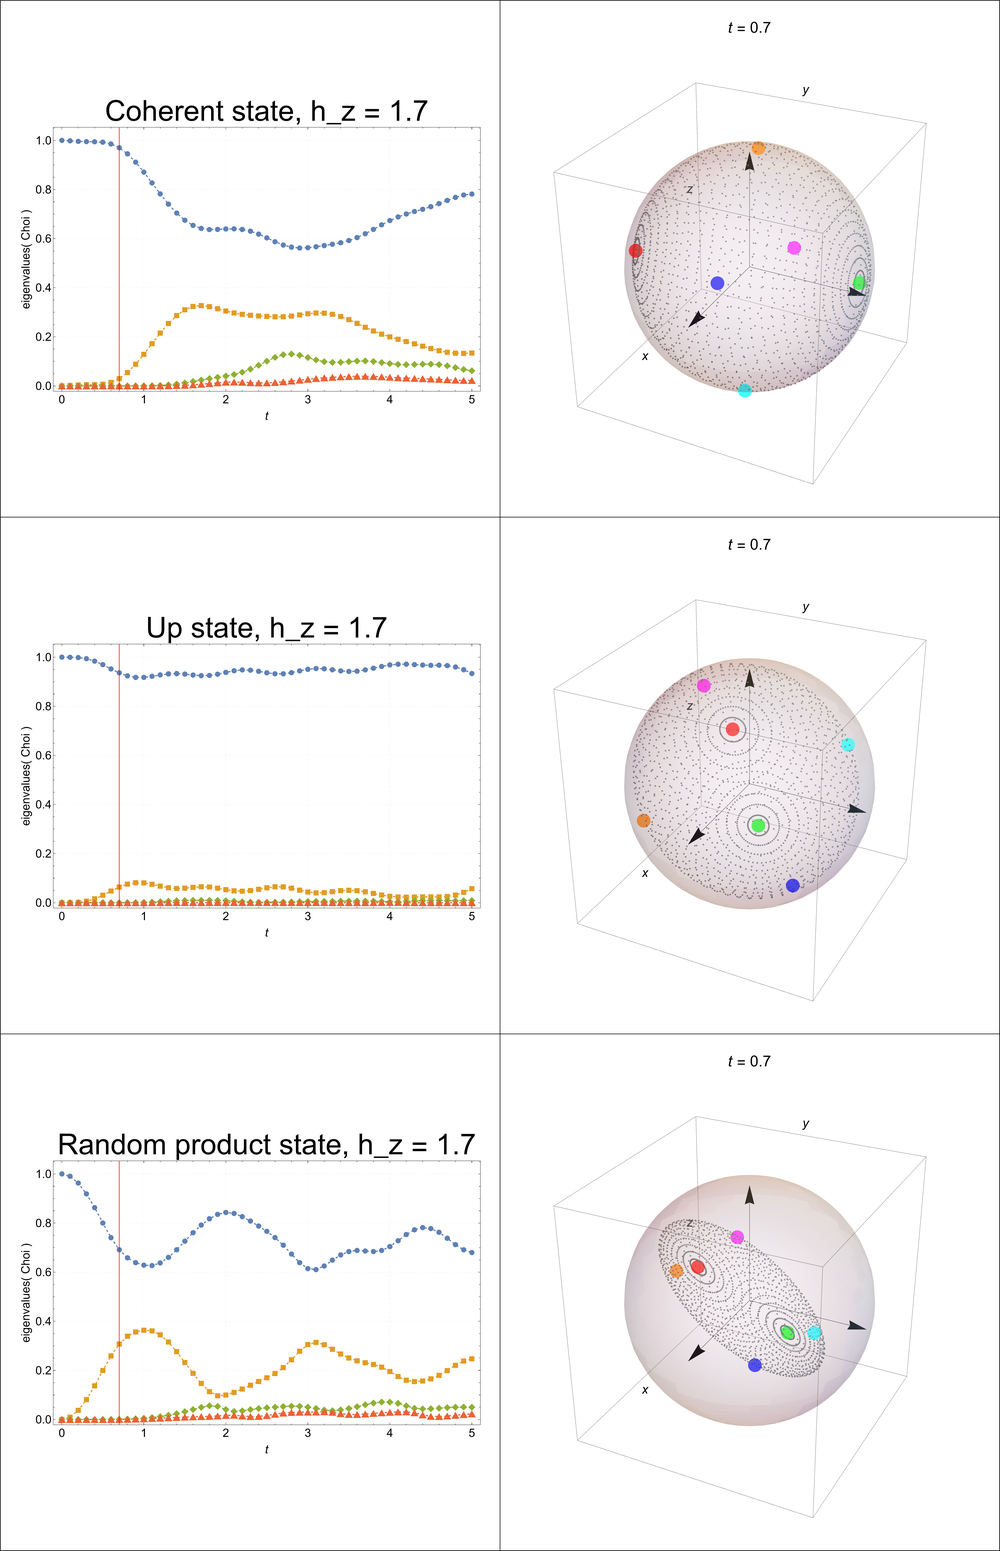 Coherent state, h_z = 1.7
eigenvalues( Choi )
1.0
0.8
0.6
0.4
0.2
0.0
0 1 2 3 4 5
t
t = 0.7
y
z
x
Up state, h_z = 1.7
eigenvalues( Choi )
1.0
0.8
0.6
0.4
0.2
0.0
0 1 2 3 4 5
t
t = 0.7
y
z
x
Random product state, h_z = 1.7
eigenvalues( Choi )
1.0
0.8
0.6
0.4
0.2
0.0
0 1 2 3 4 5
t
t = 0.7
y
z
x